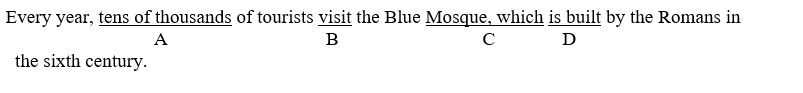 Every year, tens of thousands of tourists visit the Blue Mosque, which is built by the Romans in
A B C D
the sixth century.